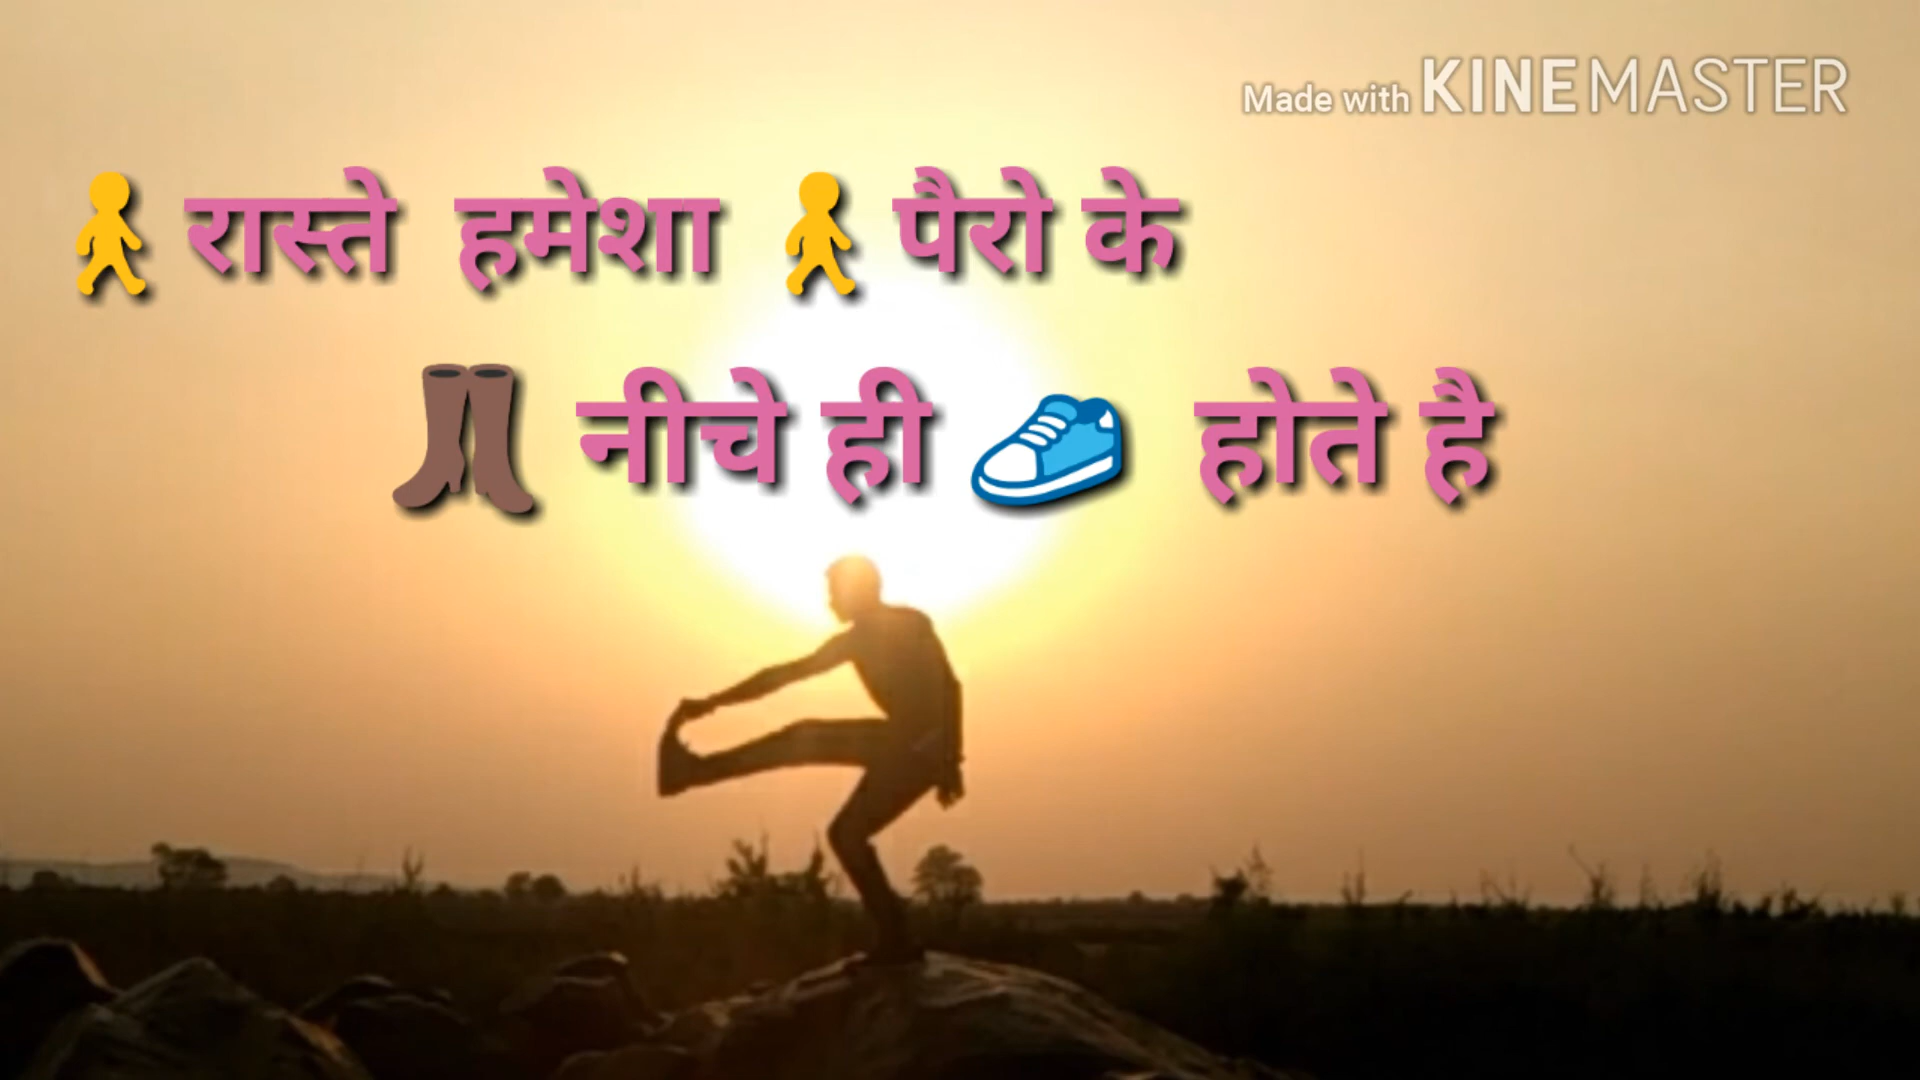 Made with KINEMASTER
रास्ते हमेशा पैरो के
नीचे ही होते है